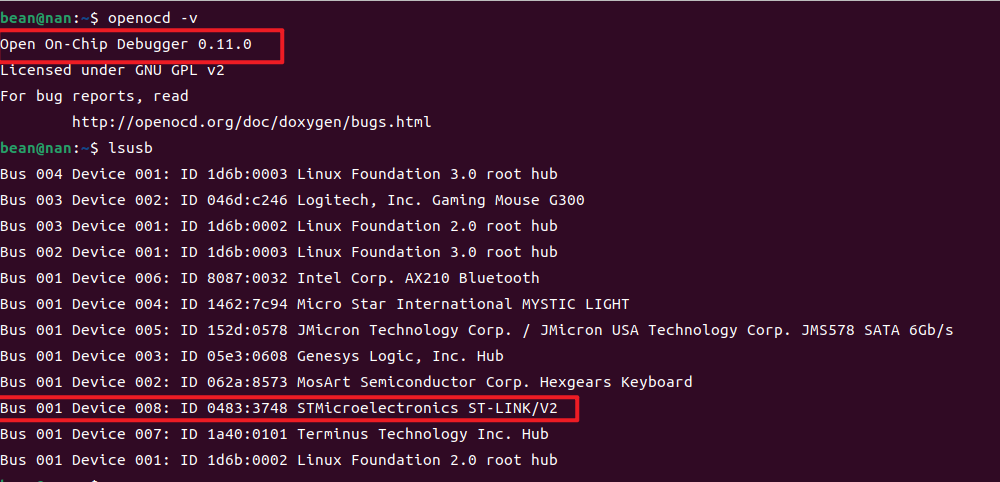 bean@nan:~$ openocd -v
Open On-Chip Debugger 0.11.0
Licensed under GNU GPL v2
For bug reports, read
        http://openocd.org/doc/doxygen/bugs.html
bean@nan:~$ lsusb
Bus 004 Device 001: ID 1d6b:0003 Linux Foundation 3.0 root hub
Bus 003 Device 002: ID 046d:c246 Logitech, Inc. Gaming Mouse G300
Bus 003 Device 001: ID 1d6b:0002 Linux Foundation 2.0 root hub
Bus 002 Device 001: ID 1d6b:0003 Linux Foundation 3.0 root hub
Bus 001 Device 006: ID 8087:0032 Intel Corp. AX210 Bluetooth
Bus 001 Device 004: ID 1462:7c94 Micro Star International MYSTIC LIGHT
Bus 001 Device 005: ID 152d:0578 JMicron Technology Corp. / JMicron USA Technology Corp. JMS578 SATA 6Gb/s
Bus 001 Device 003: ID 05e3:0608 Genesys Logic, Inc. Hub
Bus 001 Device 002: ID 062a:8573 MosArt Semiconductor Corp. Hexgears Keyboard
Bus 001 Device 008: ID 0483:3748 STMicroelectronics ST-LINK/V2
Bus 001 Device 007: ID 1a40:0101 Terminus Technology Inc. Hub
Bus 001 Device 001: ID 1d6b:0002 Linux Foundation 2.0 root hub